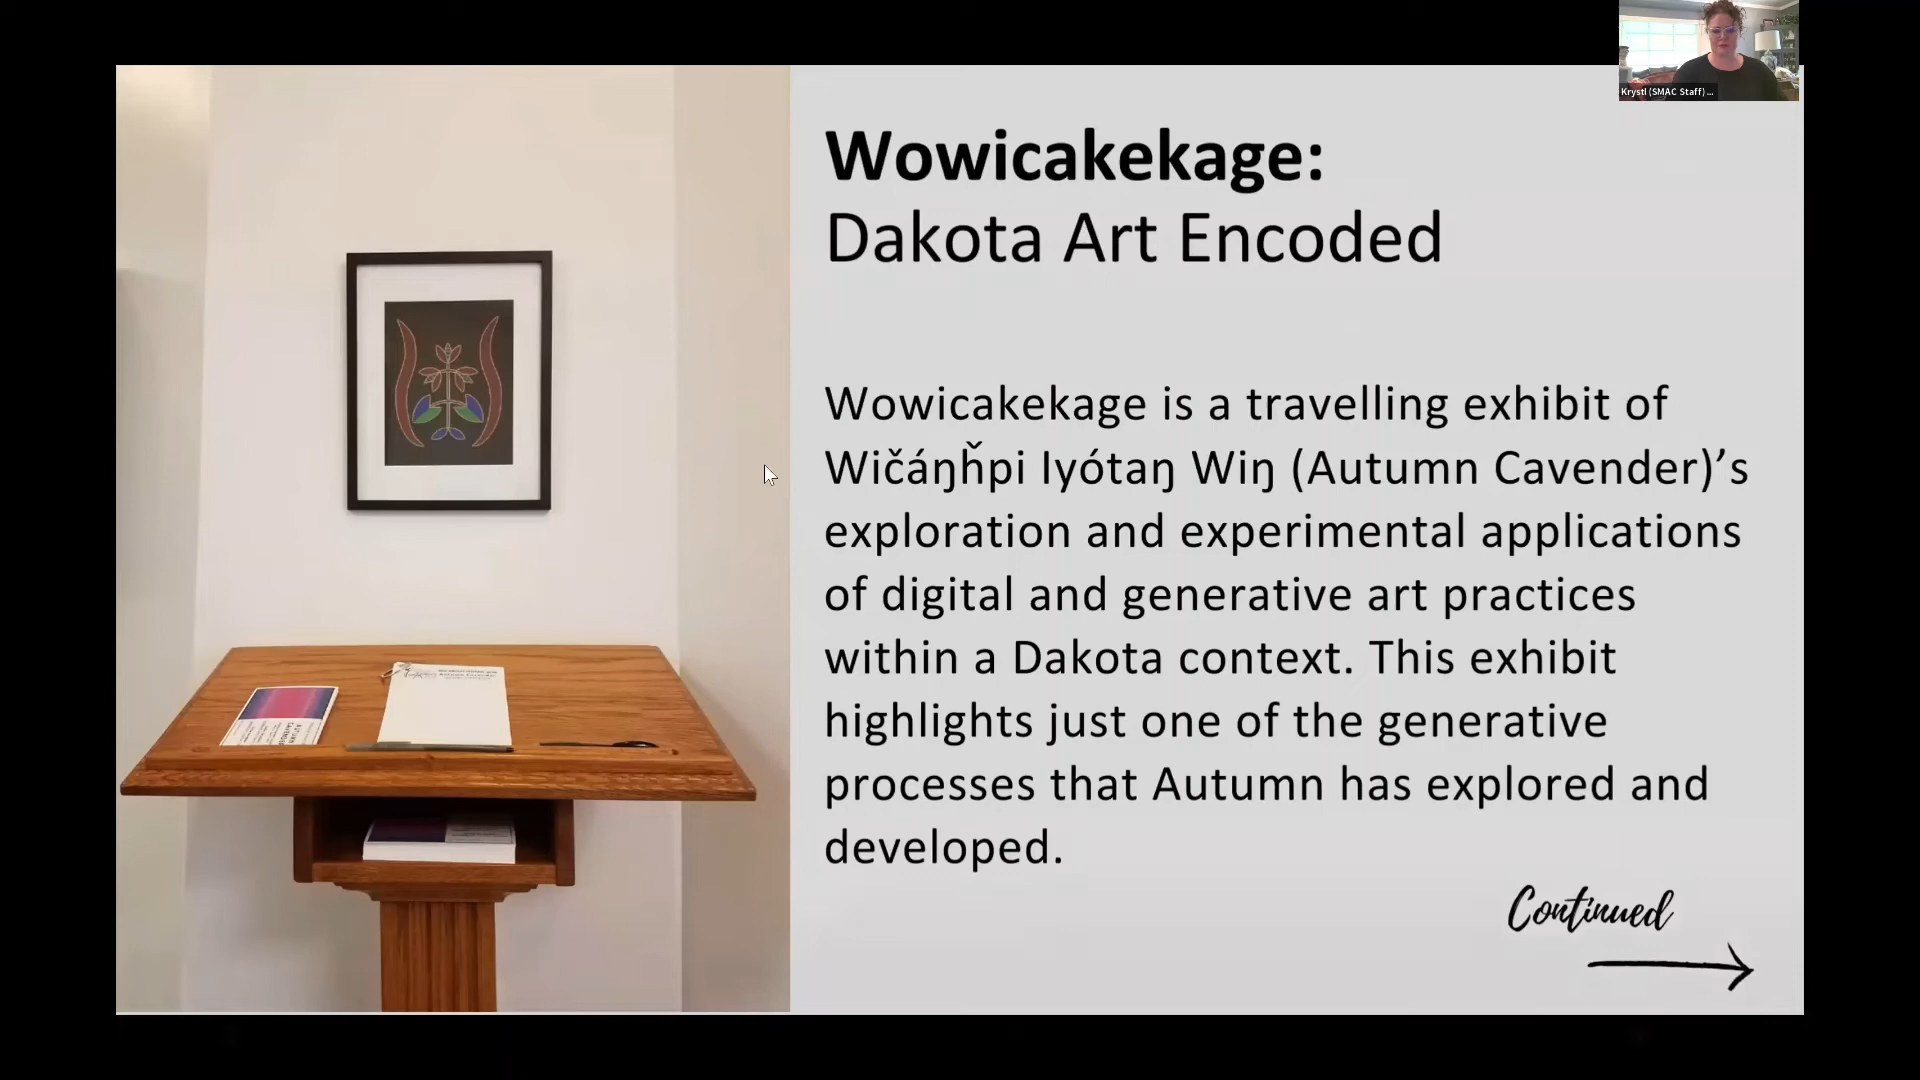 Krystl (SMAC Staff) ...
Wowicakekage:
Dakota Art Encoded
Wowicakekage is a travelling exhibit of
Wičáŋȟpi Iyótaŋ Wiŋ (Autumn Cavender)’s
exploration and experimental applications
of digital and generative art practices
within a Dakota context. This exhibit
highlights just one of the generative
processes that Autumn has explored and
developed.
Continued